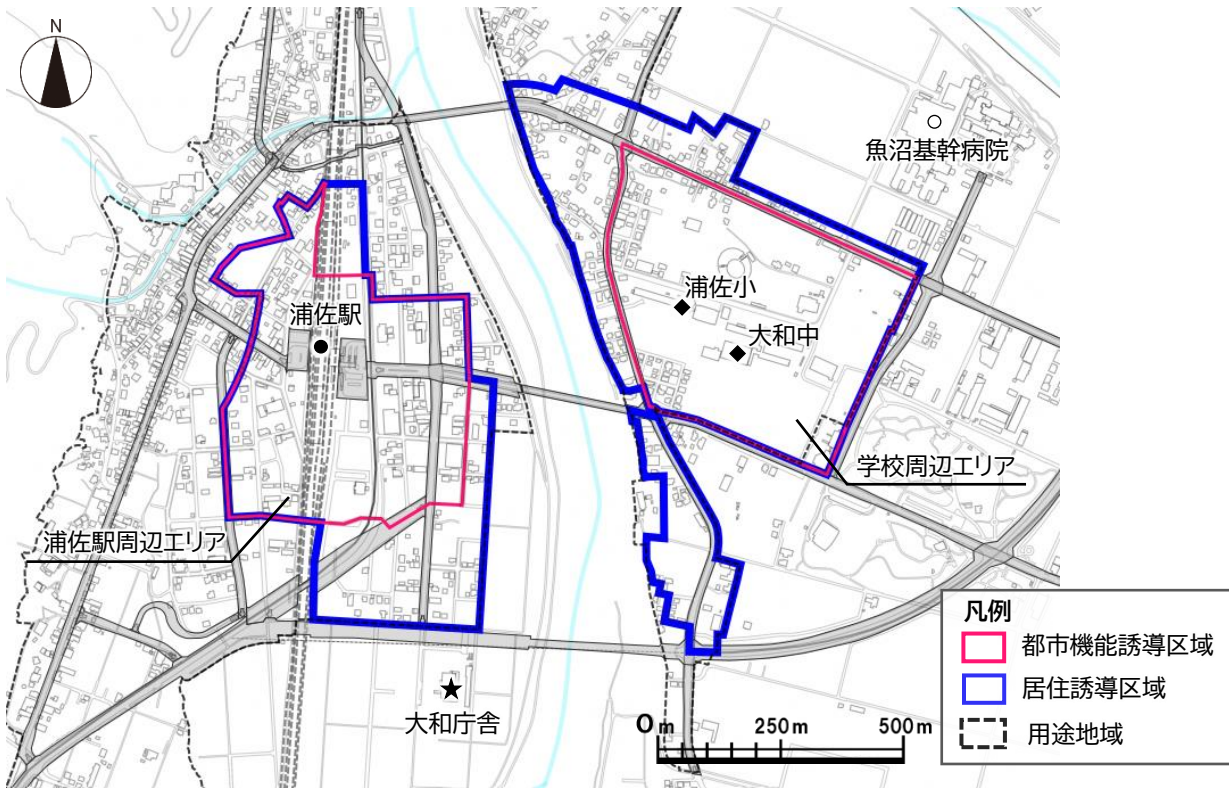 N
魚沼基幹病院
浦佐小
浦佐駅
大和中
学校周辺エリア
浦佐駅周辺エリア
大和庁舎
0m 250m 500m
凡例
都市機能誘導区域
居住誘導区域
用途地域